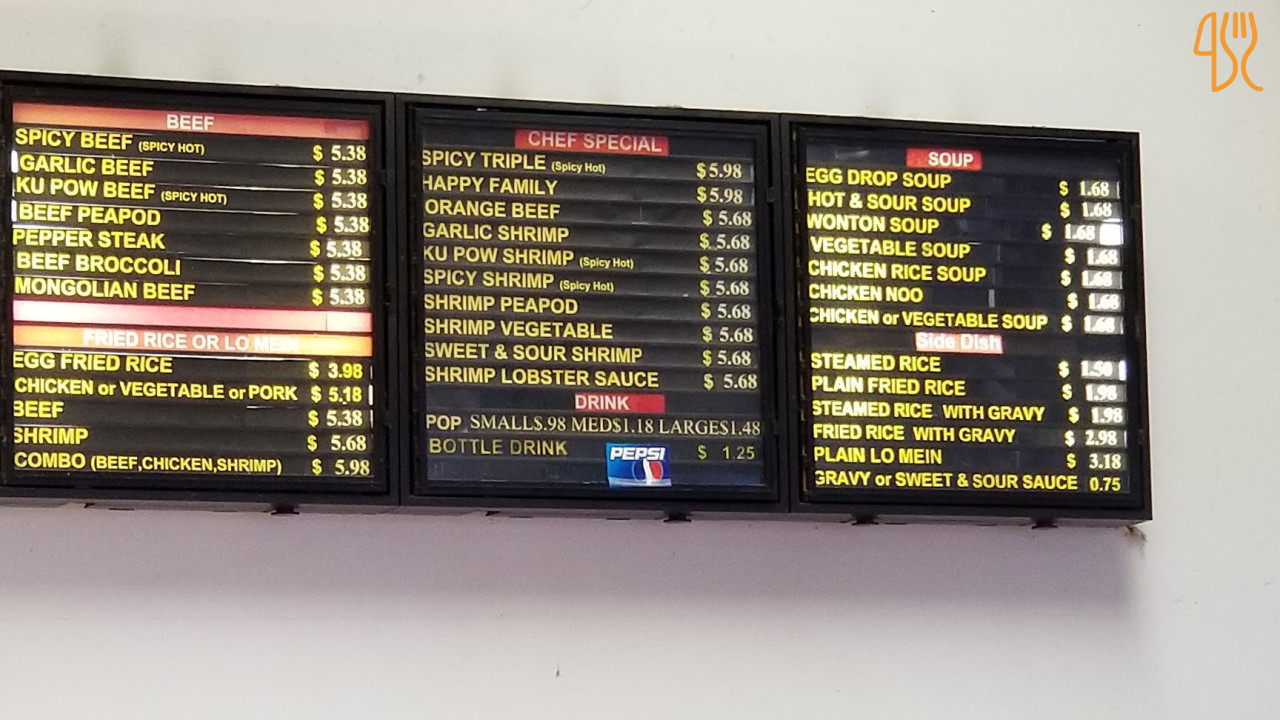 BEEF
SPICY BEEF (SPICY HOT) $ 5.38
GARLIC BEEF $ 5.38
KU POW BEEF (SPICY HOT) $ 5.38
BEEF PEAPOD $ 5.38
PEPPER STEAK $ 5.38
BEEF BROCCOLI $ 5.38
MONGOLIAN BEEF $ 5.38
FRIED RICE OR LO MEIN
EGG FRIED RICE $ 3.98
CHICKEN or VEGETABLE or PORK $ 5.18
BEEF $ 5.38
SHRIMP $ 5.68
COMBO (BEEF,CHICKEN,SHRIMP) $ 5.98
CHEF SPECIAL
SPICY TRIPLE (Spicy Hot) $5.98
HAPPY FAMILY $5.98
ORANGE BEEF $ 5.68
GARLIC SHRIMP $ 5.68
KU POW SHRIMP (Spicy Hot) $ 5.68
SPICY SHRIMP (Spicy Hot) $ 5.68
SHRIMP PEAPOD $ 5.68
SHRIMP VEGETABLE $ 5.68
SWEET & SOUR SHRIMP $ 5.68
SHRIMP LOBSTER SAUCE $ 5.68
DRINK
POP SMALL$.98 MED$1.18 LARGE$1.48
BOTTLE DRINK $ 1.25
PEPSI
SOUP
EGG DROP SOUP $ 1.68
HOT & SOUR SOUP $ 1.68
WONTON SOUP $ 1.68
VEGETABLE SOUP $ 1.68
CHICKEN RICE SOUP $ 1.68
CHICKEN NOO $ 1.68
CHICKEN or VEGETABLE SOUP $ 1.68
Side Dish
STEAMED RICE $ 1.50
PLAIN FRIED RICE $ 1.98
STEAMED RICE WITH GRAVY $ 1.98
FRIED RICE WITH GRAVY $ 2.98
PLAIN LO MEIN $ 3.18
GRAVY or SWEET & SOUR SAUCE 0.75